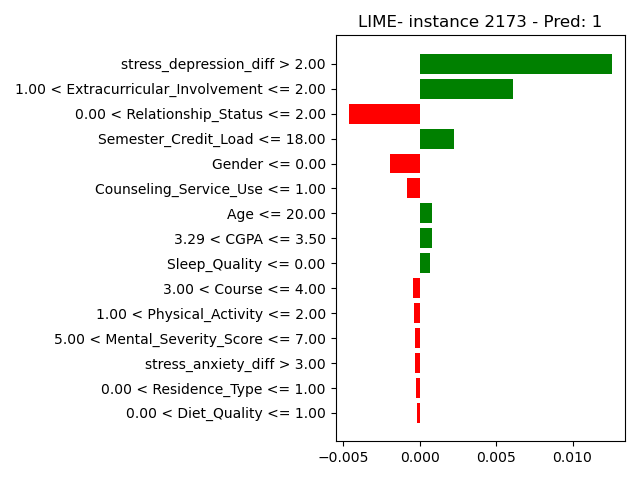 LIME- instance 2173 - Pred: 1
stress_depression_diff > 2.00
1.00 < Extracurricular_Involvement <= 2.00
0.00 < Relationship_Status <= 2.00
Semester_Credit_Load <= 18.00
Gender <= 0.00
Counseling_Service_Use <= 1.00
Age <= 20.00
3.29 < CGPA <= 3.50
Sleep_Quality <= 0.00
3.00 < Course <= 4.00
1.00 < Physical_Activity <= 2.00
5.00 < Mental_Severity_Score <= 7.00
stress_anxiety_diff > 3.00
0.00 < Residence_Type <= 1.00
0.00 < Diet_Quality <= 1.00
−0.005 0.000 0.005 0.010